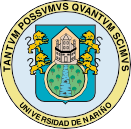 TANTVM POSSVMVS QVANTVM SCIMVS
UNIVERSIDAD DE NARIÑO